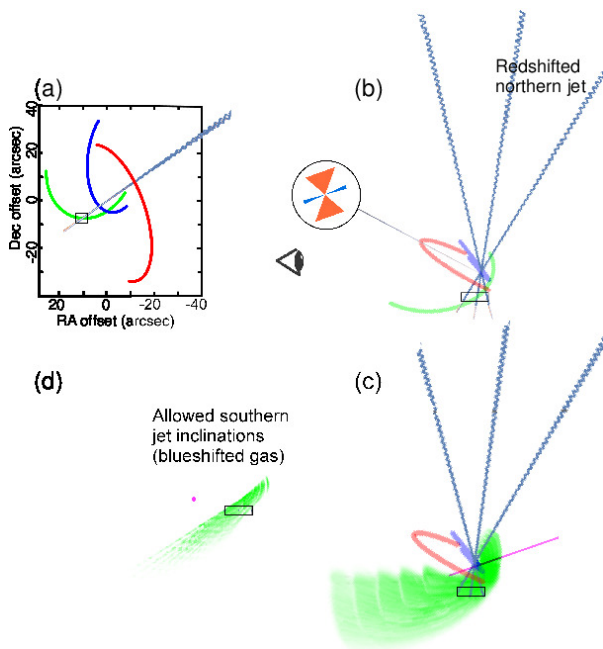 (a)
(b)
Redshifted
northern jet
Dec offset (arcsec)
40
20
0
-20
20
0
-20
-40
RA offset (arcsec)
(d)
(c)
Allowed southern
jet inclinations
(blueshifted gas)